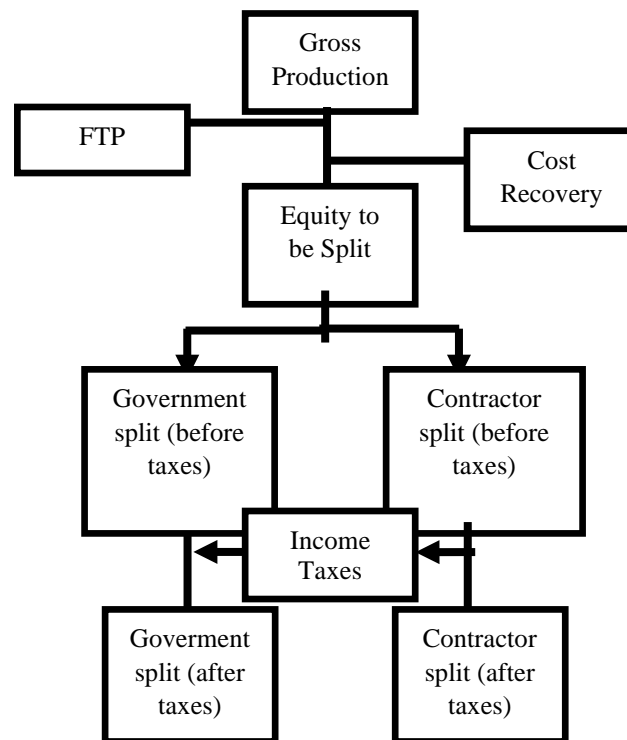 Gross
Production
FTP
Cost
Recovery
Equity to
be Split
Government
split (before
taxes)
Contractor
split (before
taxes)
Income
Taxes
Goverment
split (after
taxes)
Contractor
split (after
taxes)